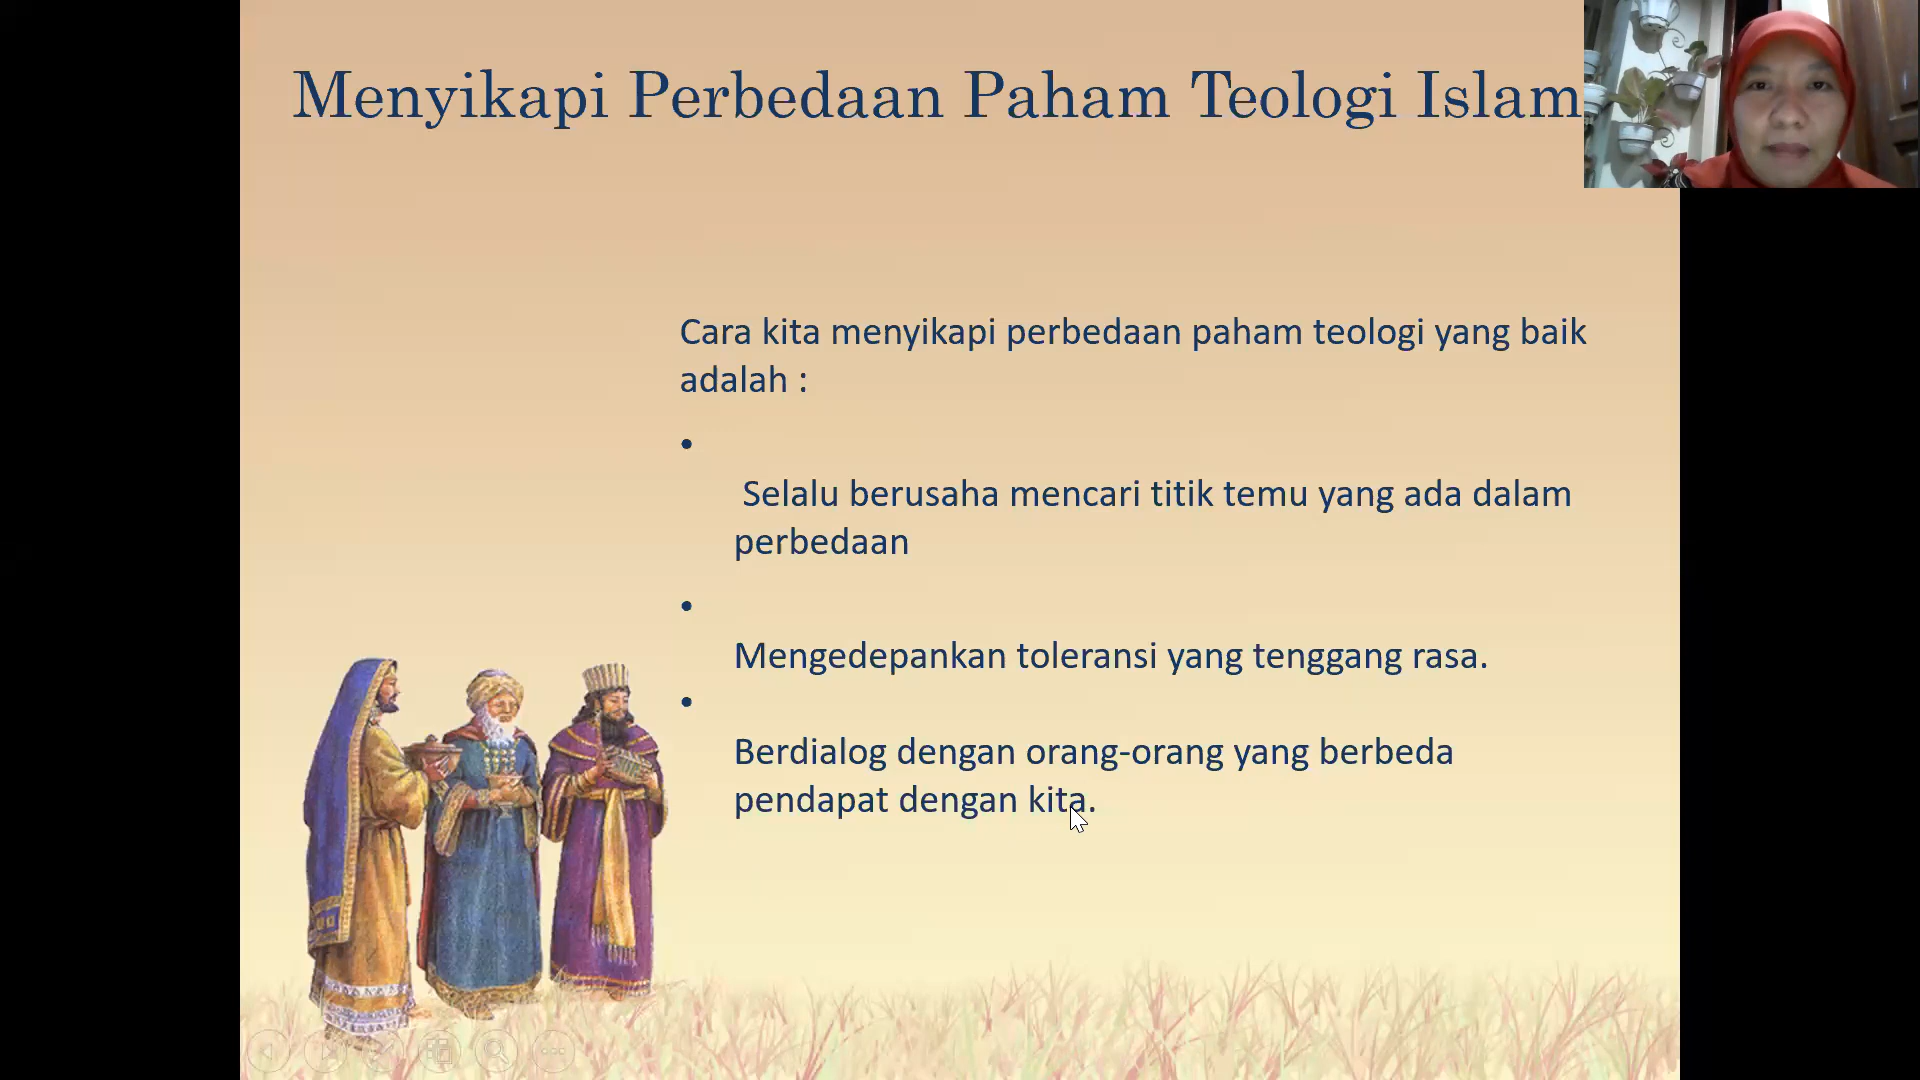 Menyikapi Perbedaan Paham Teologi Islam
Cara kita menyikapi perbedaan paham teologi yang baik
adalah :
•
Selalu berusaha mencari titik temu yang ada dalam
perbedaan
•
Mengedepankan toleransi yang tenggang rasa.
•
Berdialog dengan orang-orang yang berbeda
pendapat dengan kita.